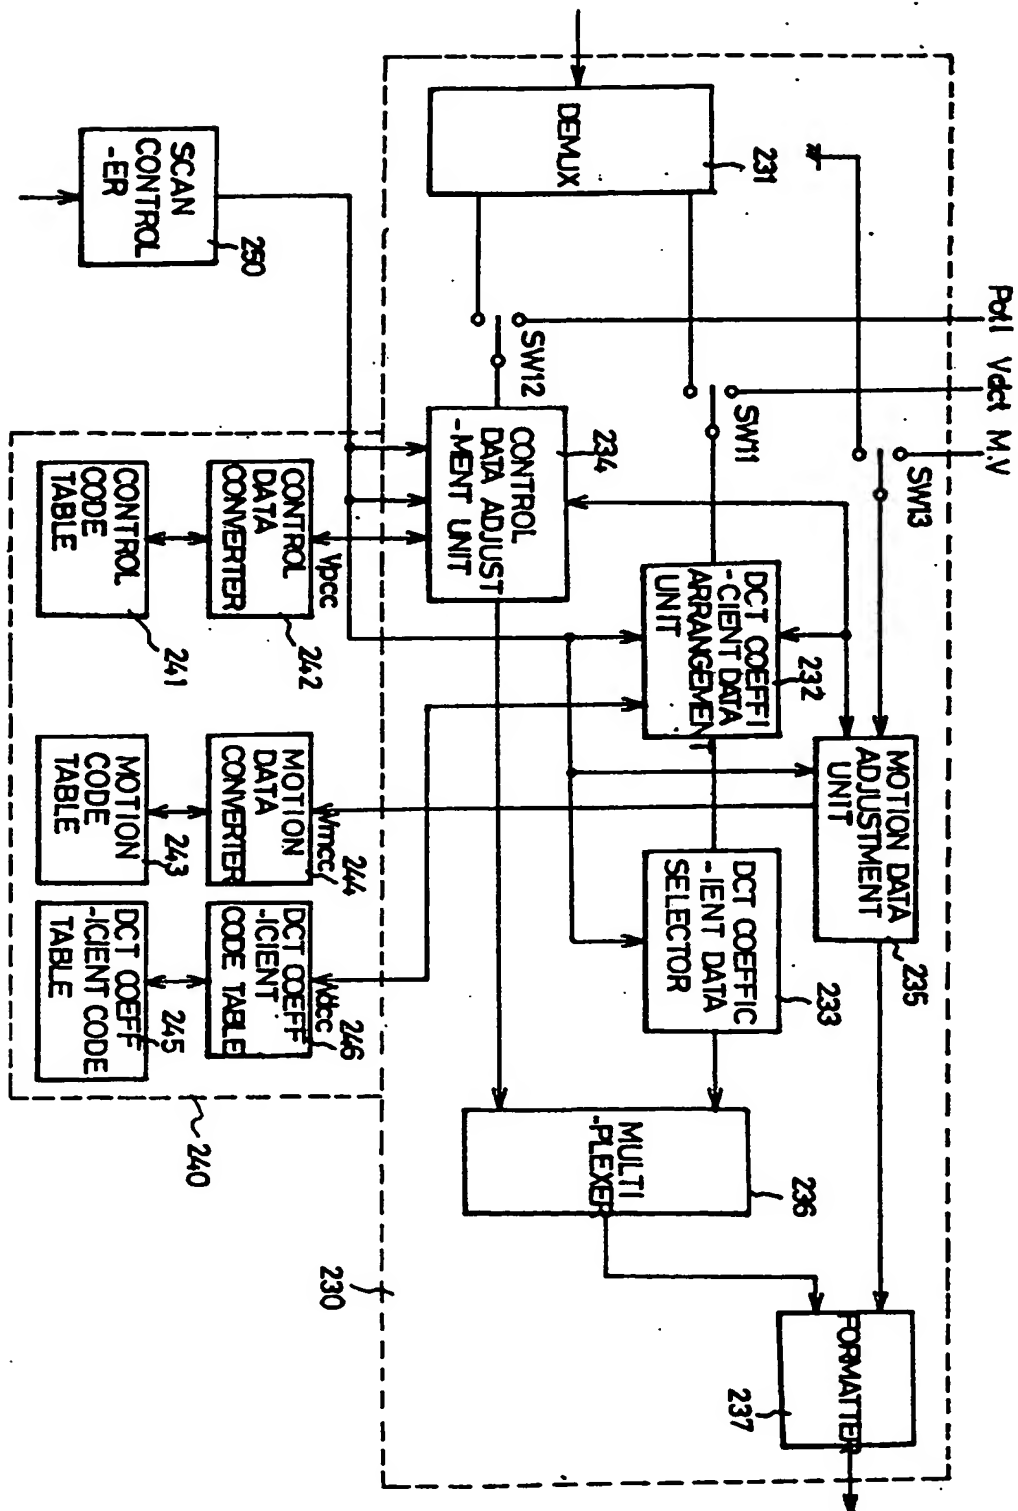 Potl Vdct M.V
SW13
SW11
SW12
231
DEMUX
SCAN
CONTROL
-ER
250
234
CONTROL
DATA ADJUST
-MENT UNIT
232
DCT COEFFI
-CIENT DATA
ARRANGEMENT
UNIT
MOTION DATA
ADJUSTMENT
UNIT
235
DCT COEFFIC
-IENT DATA
SELECTOR
233
MULTI
-PLEXER
236
FORMATTER
237
230
Vpcc
CONTROL
DATA
CONVERTER
242
CONTROL
CODE
TABLE
241
Vmcc
244
MOTION
DATA
CONVERTER
MOTION
CODE
TABLE
243
Vdcc
246
DCT COEFF
-ICIENT
CODE TABLE
DCT COEFF
-ICIENT CODE
TABLE
245
240